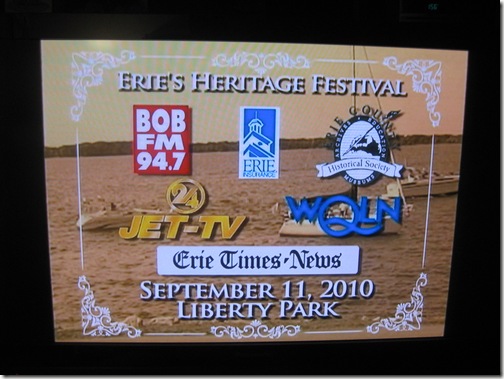 ERIE'S HERITAGE FESTIVAL
BOB
FM
94.7
ERIE
INSURANCE
ERIE COUNTY
Historical Society
MUSEUMS
24
JET-TV
WQLN
Erie Times-News
SEPTEMBER 11, 2010
LIBERTY PARK